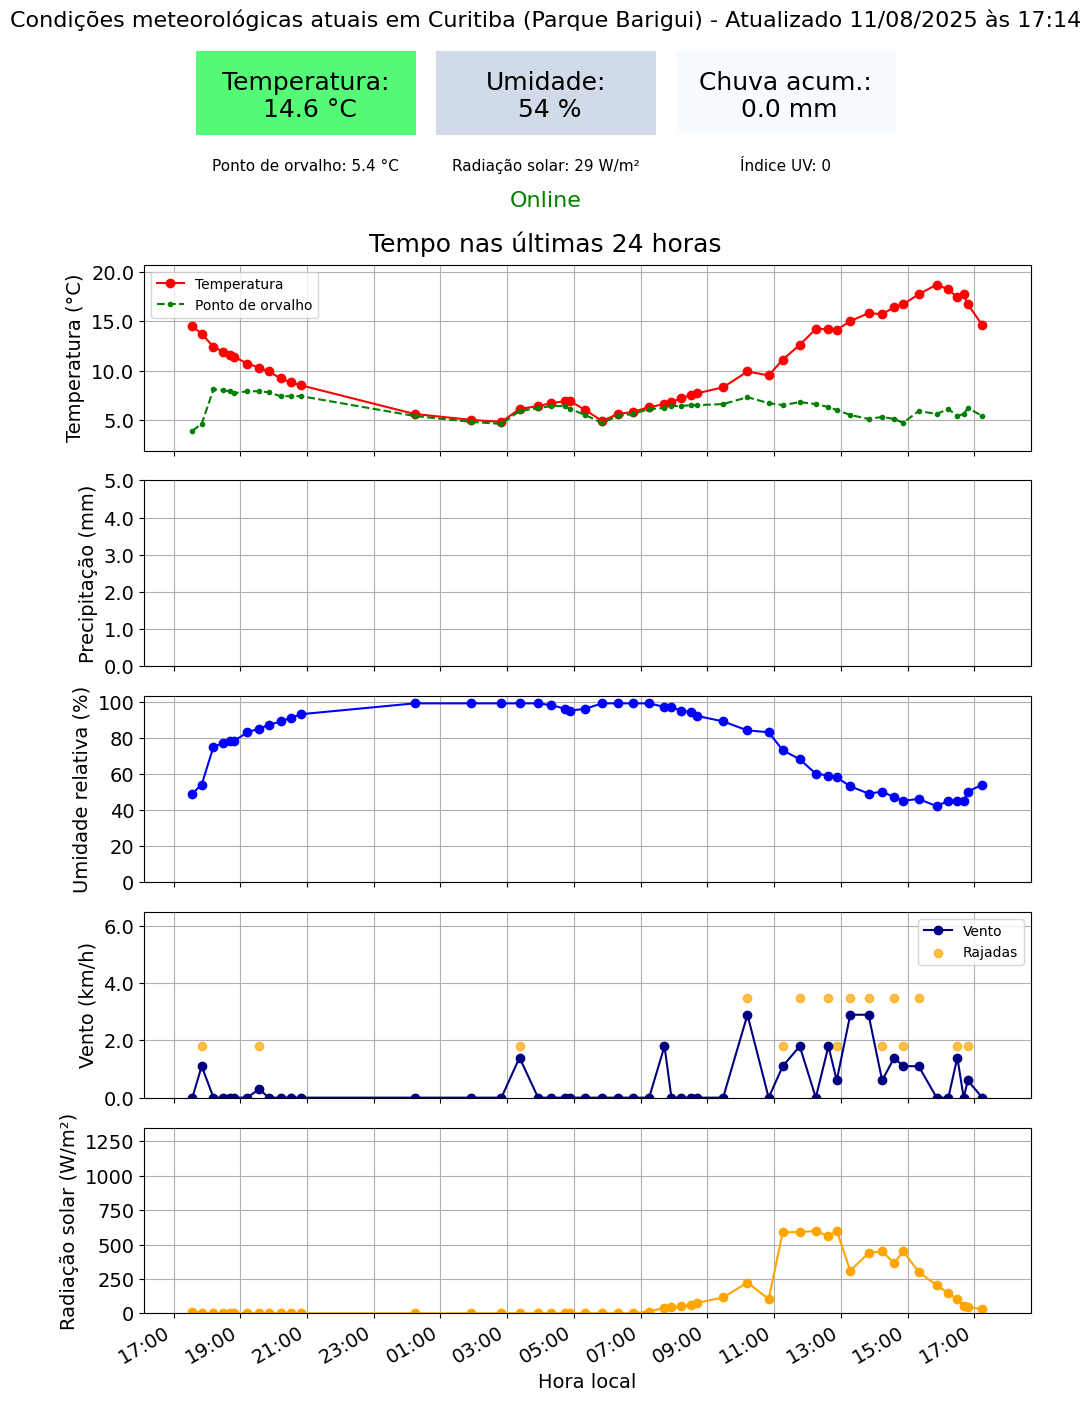 Condições meteorológicas atuais em Curitiba (Parque Barigui) - Atualizado 11/08/2025 às 17:14
Temperatura:
14.6 °C
Umidade:
54 %
Chuva acum.:
0.0 mm
Ponto de orvalho: 5.4 °C
Radiação solar: 29 W/m²
Índice UV: 0
Online
Tempo nas últimas 24 horas
Temperatura (°C)
20.0
15.0
10.0
5.0
Temperatura
Ponto de orvalho
Precipitação (mm)
5.0
4.0
3.0
2.0
1.0
0.0
Umidade relativa (%)
100
80
60
40
20
0
Vento (km/h)
6.0
4.0
2.0
0.0
Vento
Rajadas
Radiação solar (W/m²)
1250
1000
750
500
250
0
17:00
19:00
21:00
23:00
01:00
03:00
05:00
07:00
09:00
11:00
13:00
15:00
17:00
Hora local